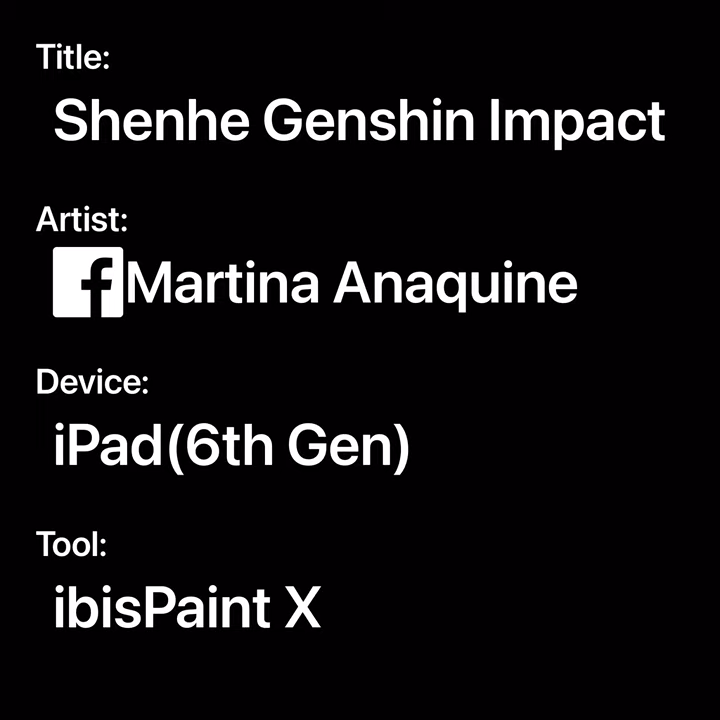 Title:
Shenhe Genshin Impact
Artist:
Martina Anaquine
Device:
iPad(6th Gen)
Tool:
ibisPaint X